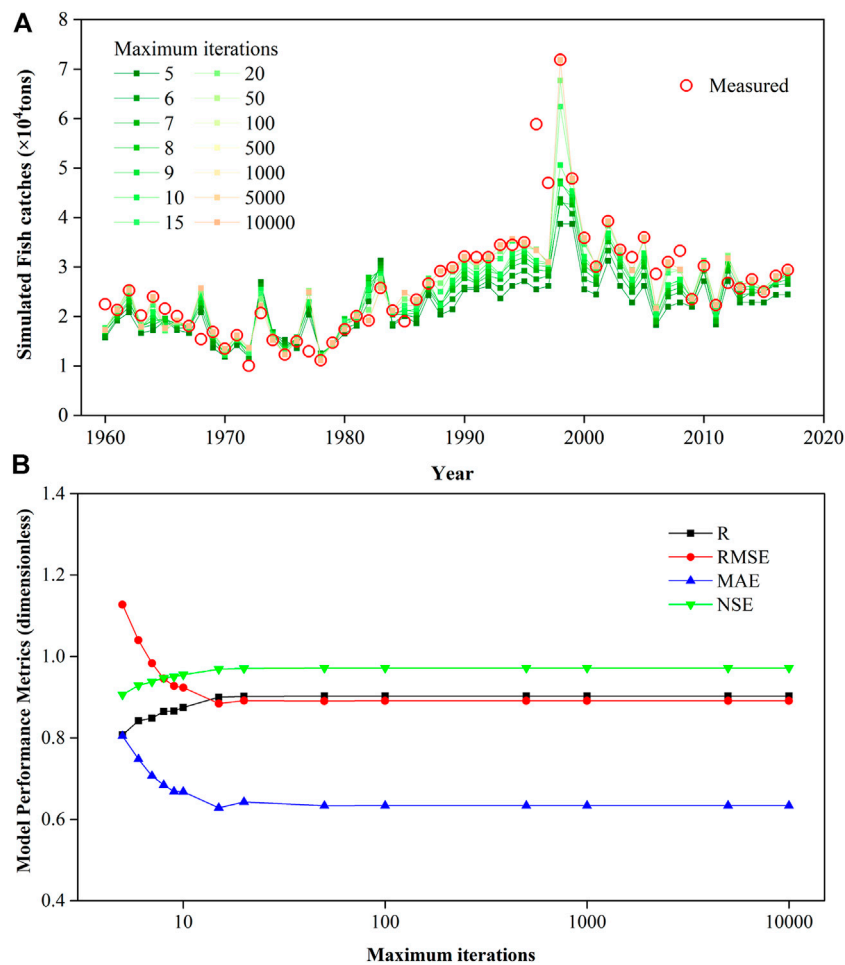 A
Simulated Fish catches (×10⁴tons)
8
7
6
5
4
3
2
1
0
Maximum iterations
5 20
6 50
7 100
8 500
9 1000
10 5000
15 10000
Measured
1960 1970 1980 1990 2000 2010 2020
Year
B
Model Performance Metrics (dimensionless)
1.4
1.2
1.0
0.8
0.6
0.4
R
RMSE
MAE
NSE
10 100 1000 10000
Maximum iterations